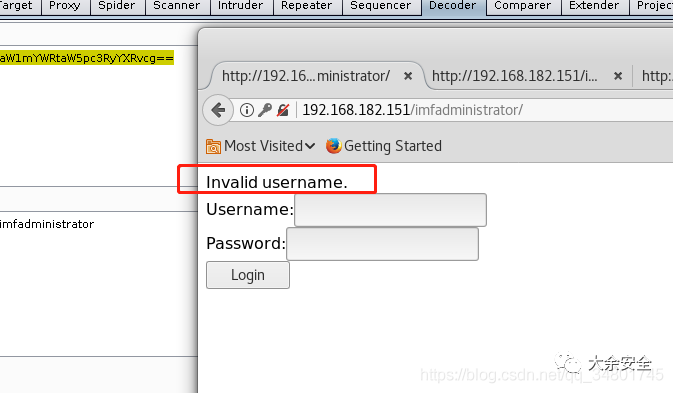 Target Proxy Spider Scanner Intruder Repeater Sequencer Decoder Comparer Extender Project
aW1mYWRtaW5pc3RyYXRvcg==
imfadministrator
http://192.16...ministrator/ × http://192.168.182.151/i... × http:/
192.168.182.151/imfadministrator/
Most Visited Getting Started
Invalid username.
Username:
Password:
Login
大余安全
https://blog.csdn.net/qq_34801745